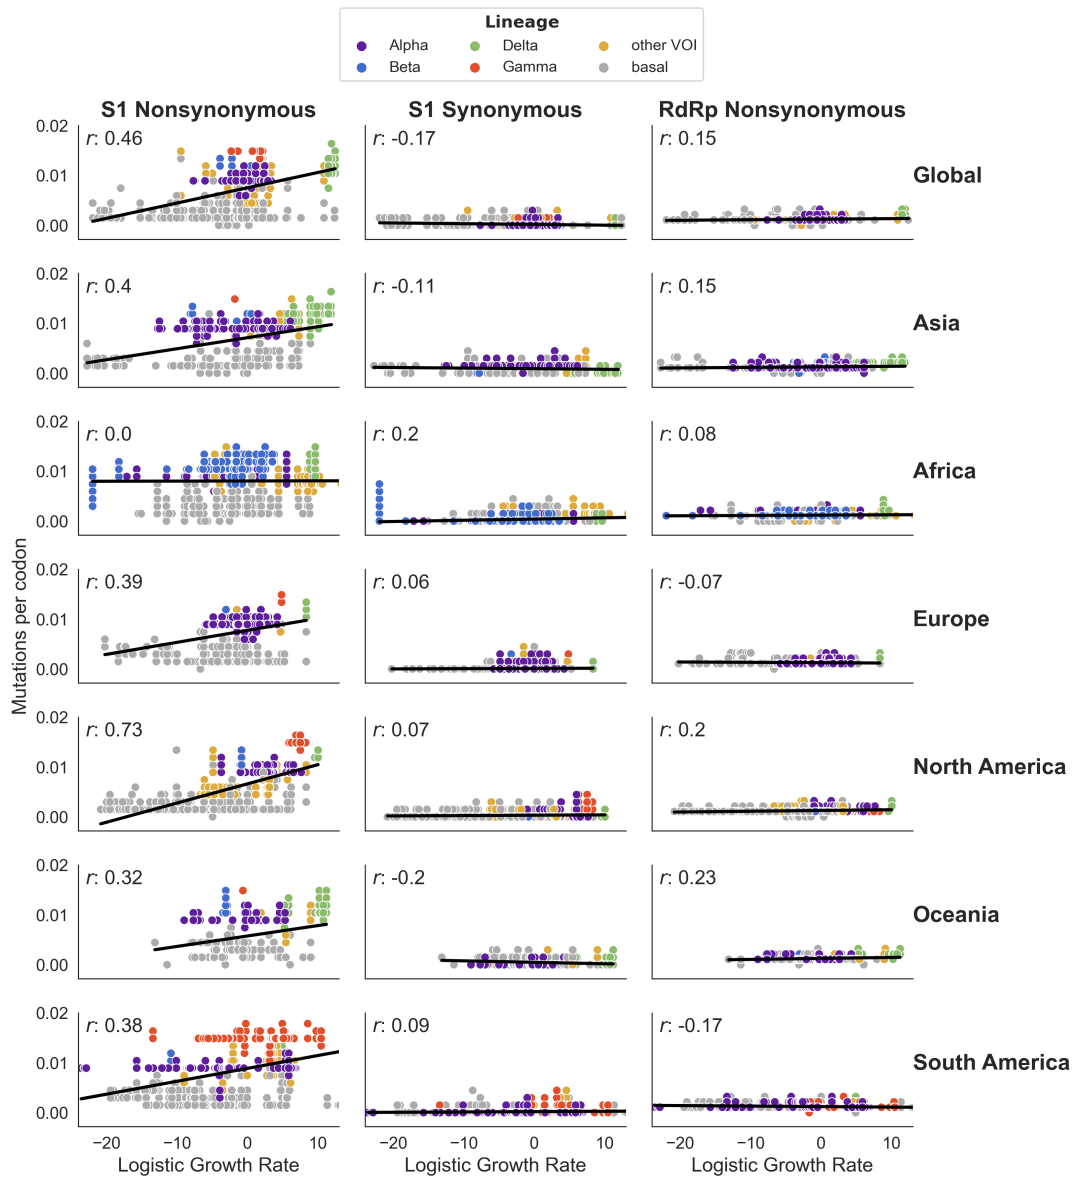 Lineage
Alpha Delta other VOI
Beta Gamma basal
S1 Nonsynonymous S1 Synonymous RdRp Nonsynonymous
0.02
r: 0.46 r: -0.17 r: 0.15
0.01 Global
0.00
0.02
r: 0.4 r: -0.11 r: 0.15
0.01 Asia
0.00
0.02
r: 0.0 r: 0.2 r: 0.08
0.01 Africa
0.00
Mutations per codon
0.02
r: 0.39 r: 0.06 r: -0.07
0.01 Europe
0.00
0.02
r: 0.73 r: 0.07 r: 0.2
0.01 North America
0.00
0.02
r: 0.32 r: -0.2 r: 0.23
0.01 Oceania
0.00
0.02
r: 0.38 r: 0.09 r: -0.17
0.01 South America
0.00
−20 −10 0 10 −20 −10 0 10 −20 −10 0 10
Logistic Growth Rate Logistic Growth Rate Logistic Growth Rate